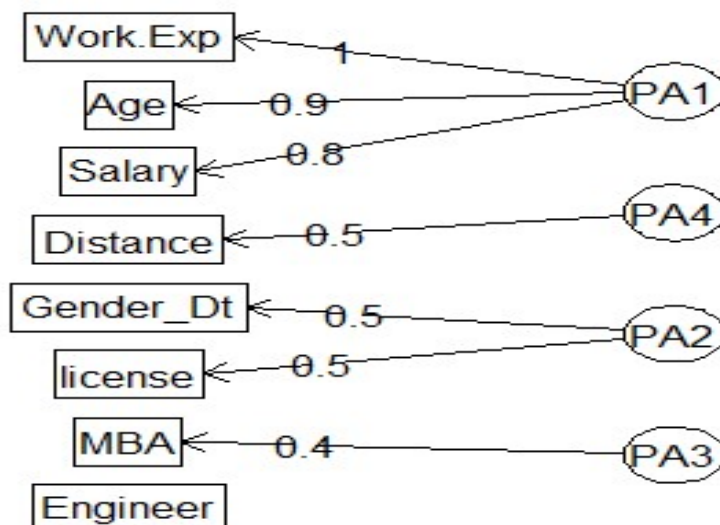 Work.Exp
1
PA1
Age
0.9
Salary
0.8
Distance
0.5
PA4
Gender_Dt
0.5
PA2
license
0.5
MBA
0.4
PA3
Engineer